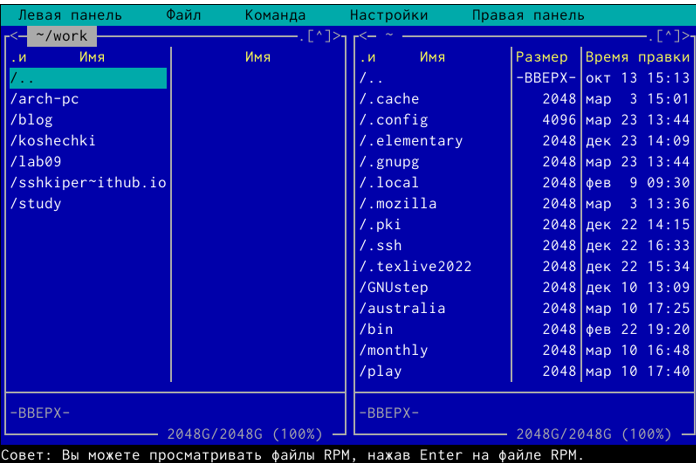 Левая панель Файл Команда Настройки Правая панель
<─ ~/work .[^]>
.и Имя Имя
/..
/arch-pc
/blog
/koshechki
/lab09
/sshkiper~ithub.io
/study
-ВВЕРХ-
2048G/2048G (100%)
<─ ~ .[^]>
.и Имя Размер Время правки
/.. -ВВЕРХ- окт 13 15:13
/.cache 2048 мар 3 15:01
/.config 4096 мар 23 13:44
/.elementary 2048 дек 23 14:09
/.gnupg 2048 мар 23 13:44
/.local 2048 фев 9 09:30
/.mozilla 2048 мар 3 13:36
/.pki 2048 дек 22 14:15
/.ssh 2048 дек 22 16:33
/.texlive2022 2048 дек 22 15:34
/GNUstep 2048 дек 10 13:09
/australia 2048 мар 10 17:25
/bin 2048 фев 22 19:20
/monthly 2048 мар 10 16:48
/play 2048 мар 10 17:40
-ВВЕРХ-
2048G/2048G (100%)
Совет: Вы можете просматривать файлы RPM, нажав Enter на файле RPM.